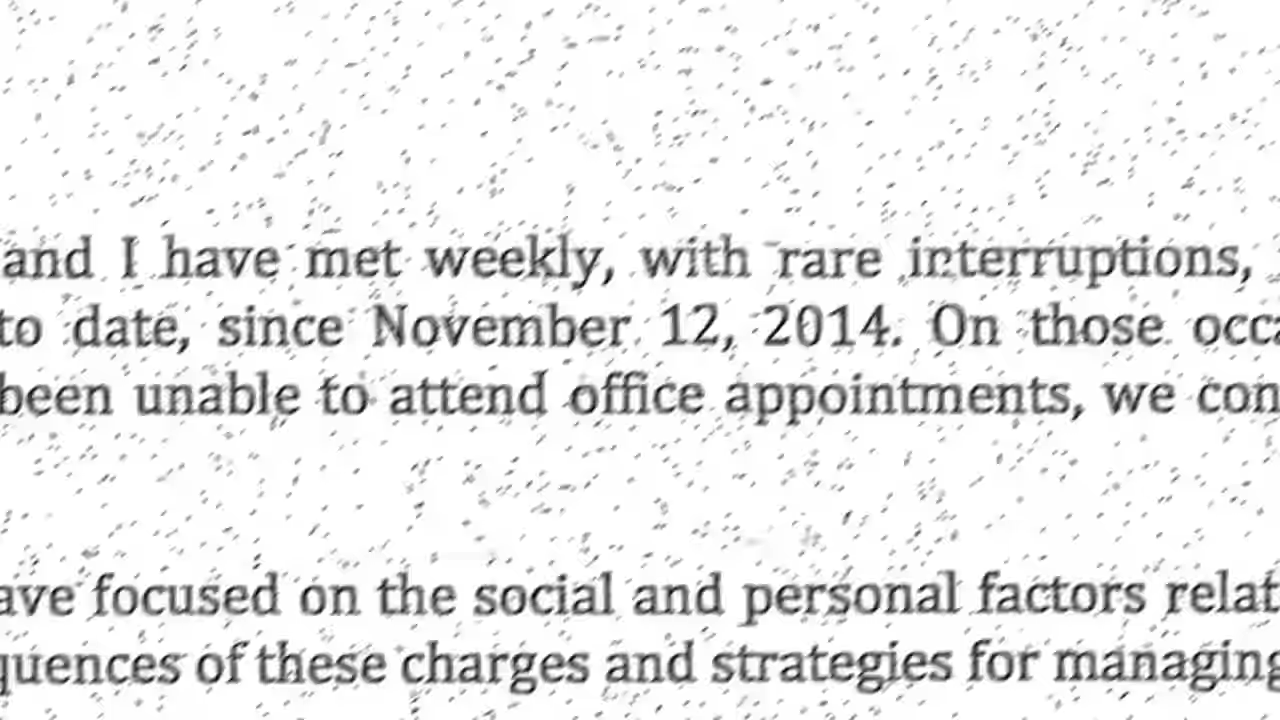 and I have met weekly, with rare interruptions,
to date, since November 12, 2014. On those occa
been unable to attend office appointments, we con
ave focused on the social and personal factors relat
quences of these charges and strategies for managing